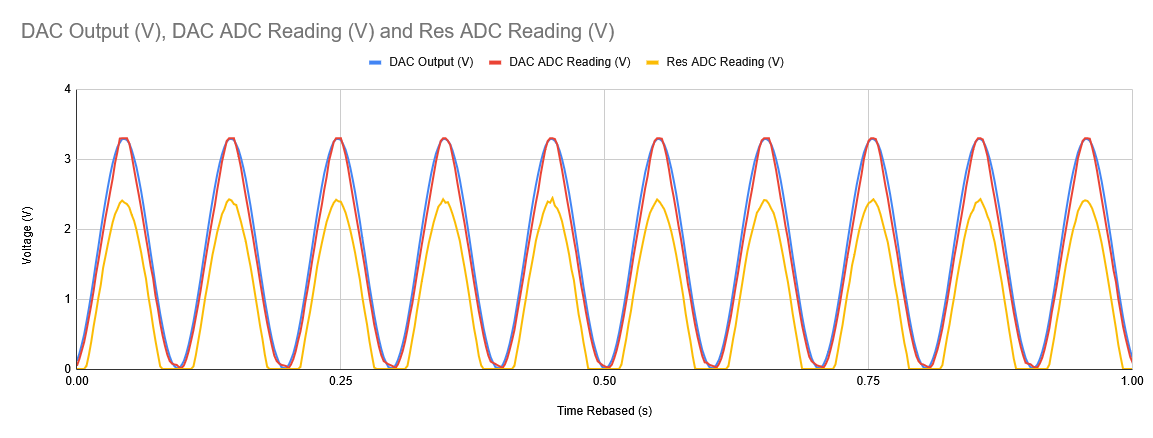 DAC Output (V), DAC ADC Reading (V) and Res ADC Reading (V)
DAC Output (V) DAC ADC Reading (V) Res ADC Reading (V)
4
3
2
1
0
Voltage (V)
0.00 0.25 0.50 0.75 1.00
Time Rebased (s)